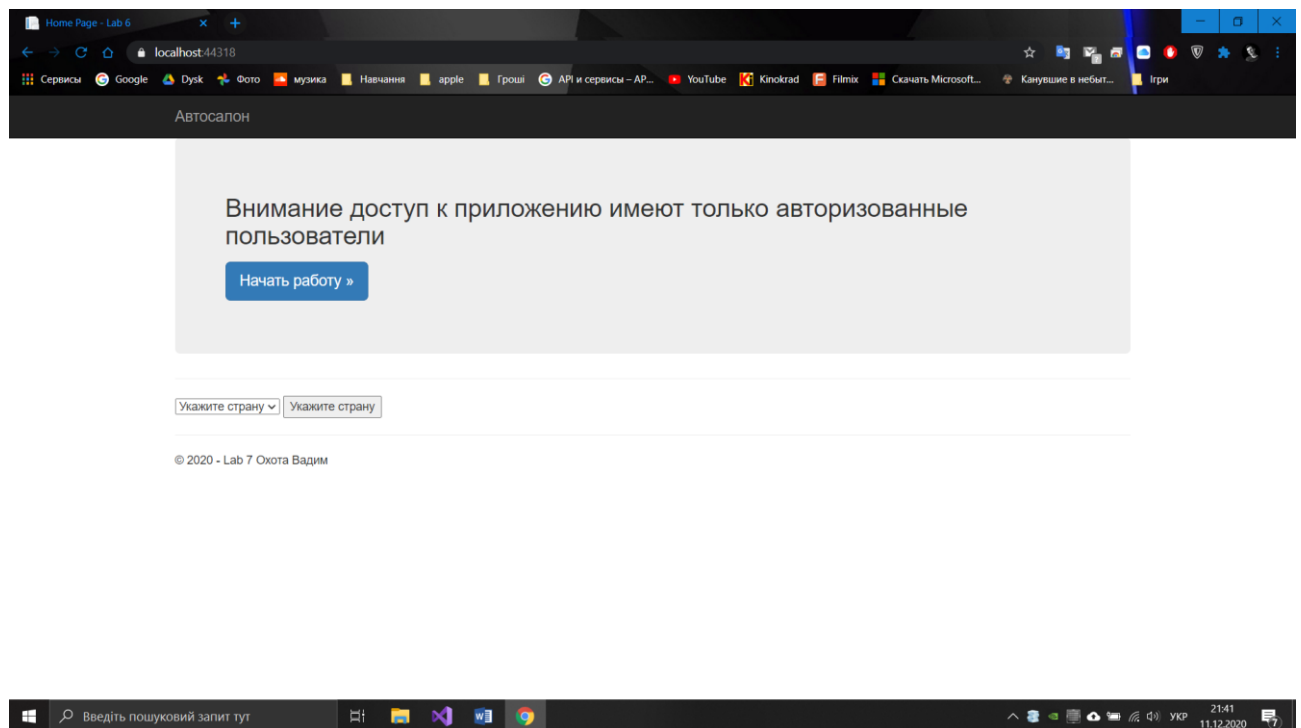 Home Page - Lab 6
localhost:44318
Сервисы Google Dysk Фото музика Навчання apple Гроші API и сервисы – AP... YouTube Kinokrad Filmix Скачать Microsoft... Канувшие в небыт... Ігри
Автосалон
Внимание доступ к приложению имеют только авторизованные
пользователи
Начать работу »
Укажите страну Укажите страну
© 2020 - Lab 7 Охота Вадим
Введіть пошуковий запит тут
УКР
21:41
11.12.2020
7